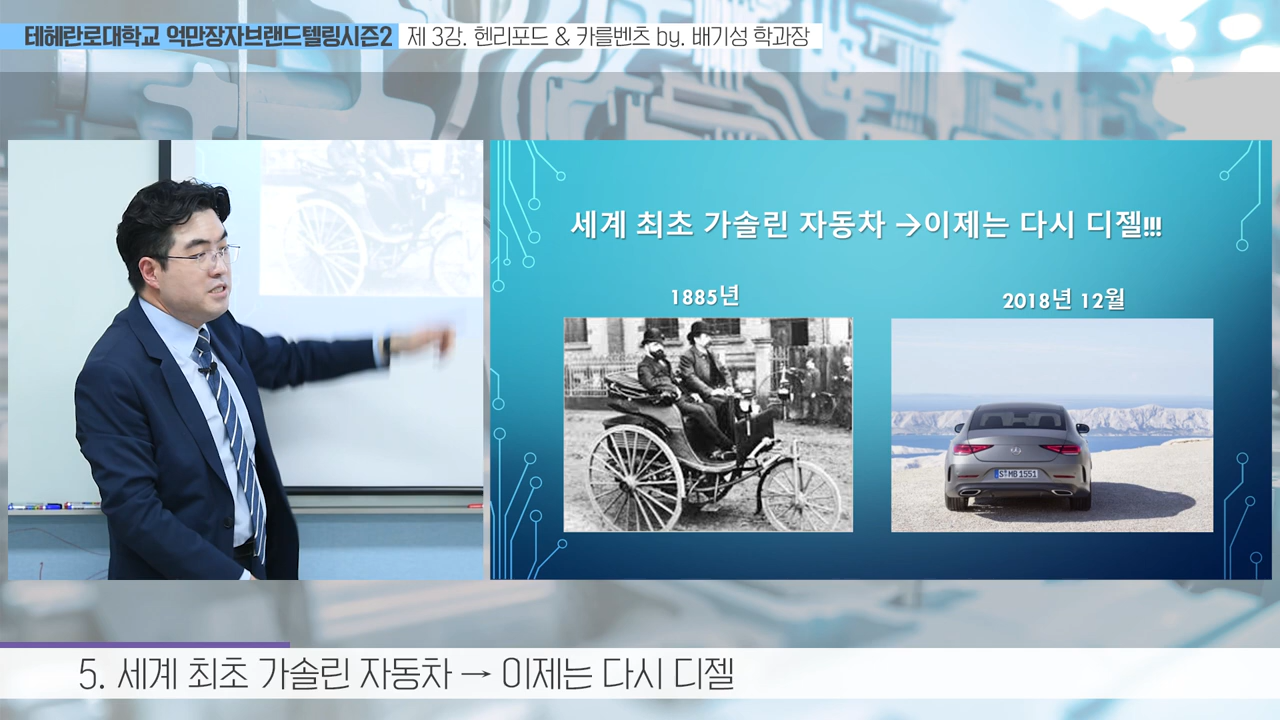 테헤란로대학교 억만장자브랜드텔링시즌2 제 3강. 헨리포드 & 카를벤츠 by. 배기성 학과장
세계 최초 가솔린 자동차 →이제는 다시 디젤!!!
1885년
2018년 12월
S MB 1551
5. 세계 최초 가솔린 자동차 → 이제는 다시 디젤